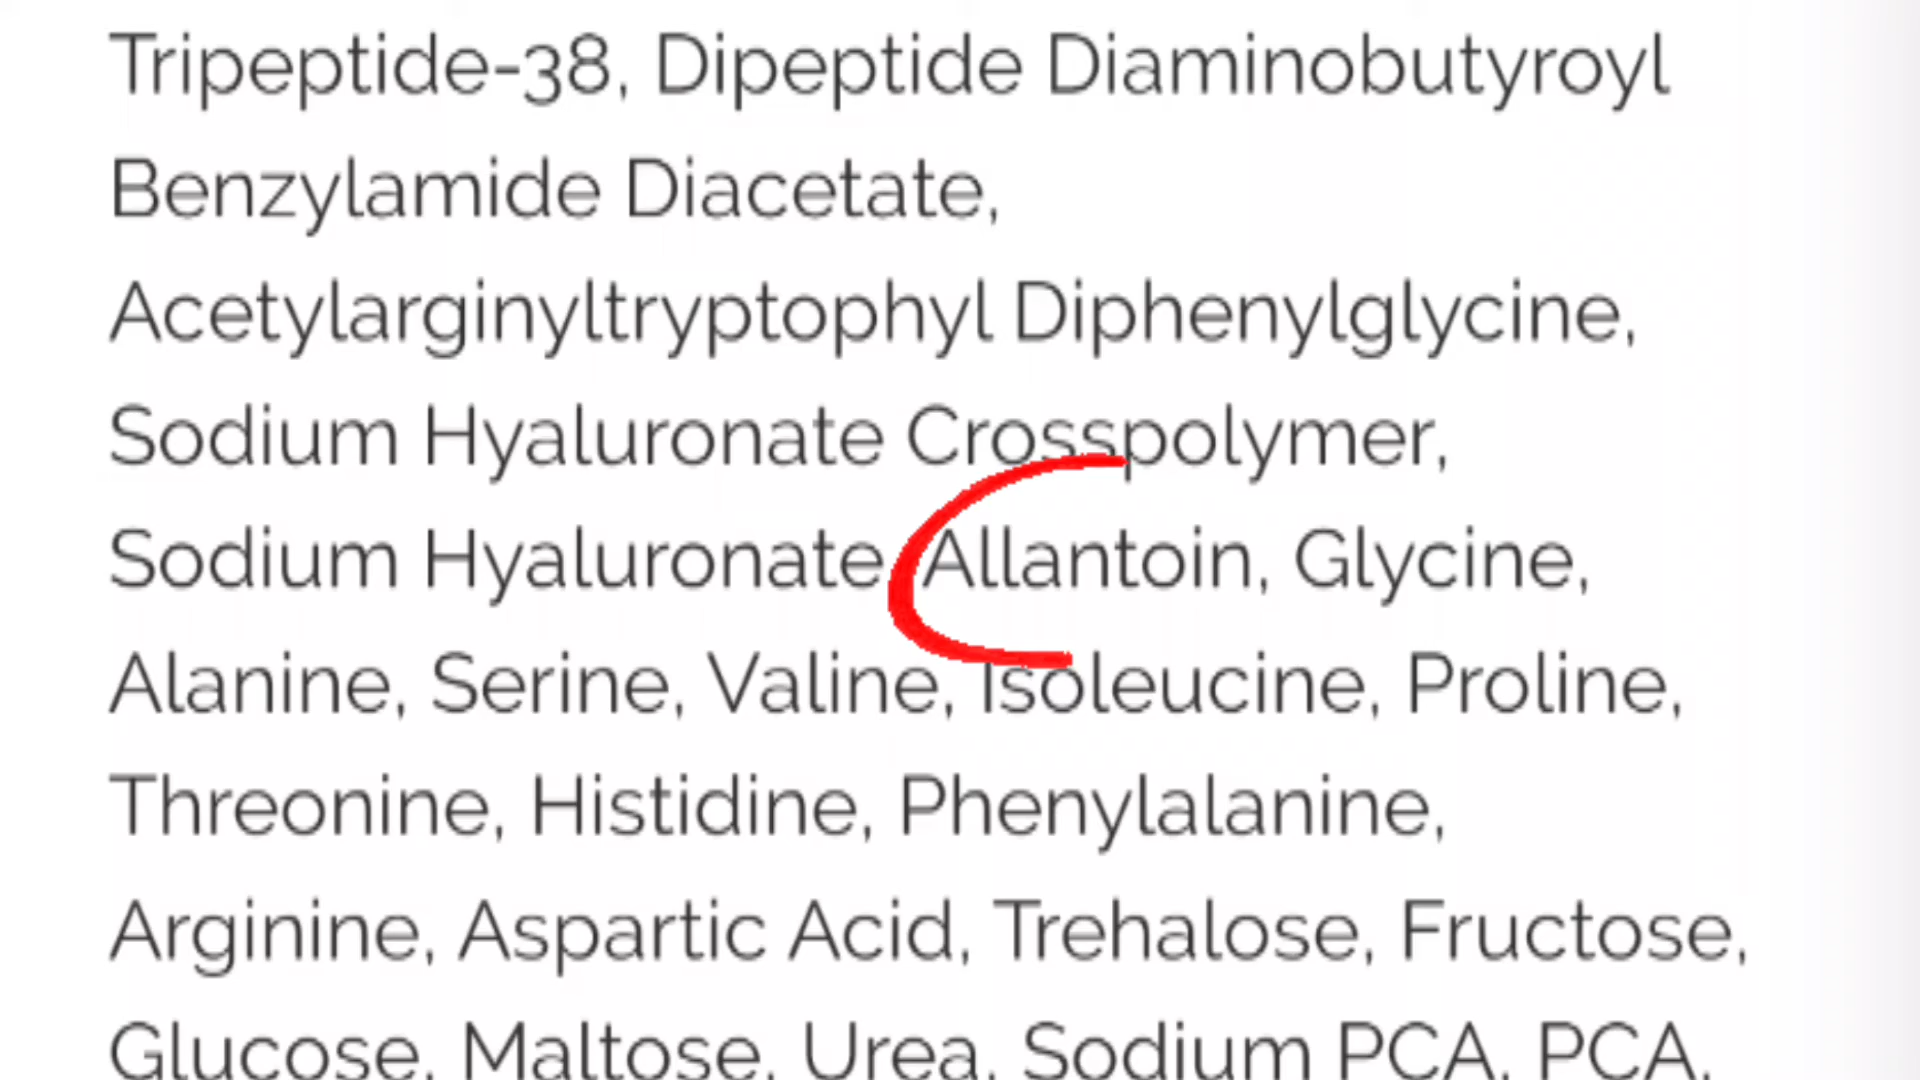 Tripeptide-38, Dipeptide Diaminobutyroyl
Benzylamide Diacetate,
Acetylarginyltryptophyl Diphenylglycine,
Sodium Hyaluronate Crosspolymer,
Sodium Hyaluronate, Allantoin, Glycine,
Alanine, Serine, Valine, Isoleucine, Proline,
Threonine, Histidine, Phenylalanine,
Arginine, Aspartic Acid, Trehalose, Fructose,
Glucose, Maltose, Urea, Sodium PCA, PCA,